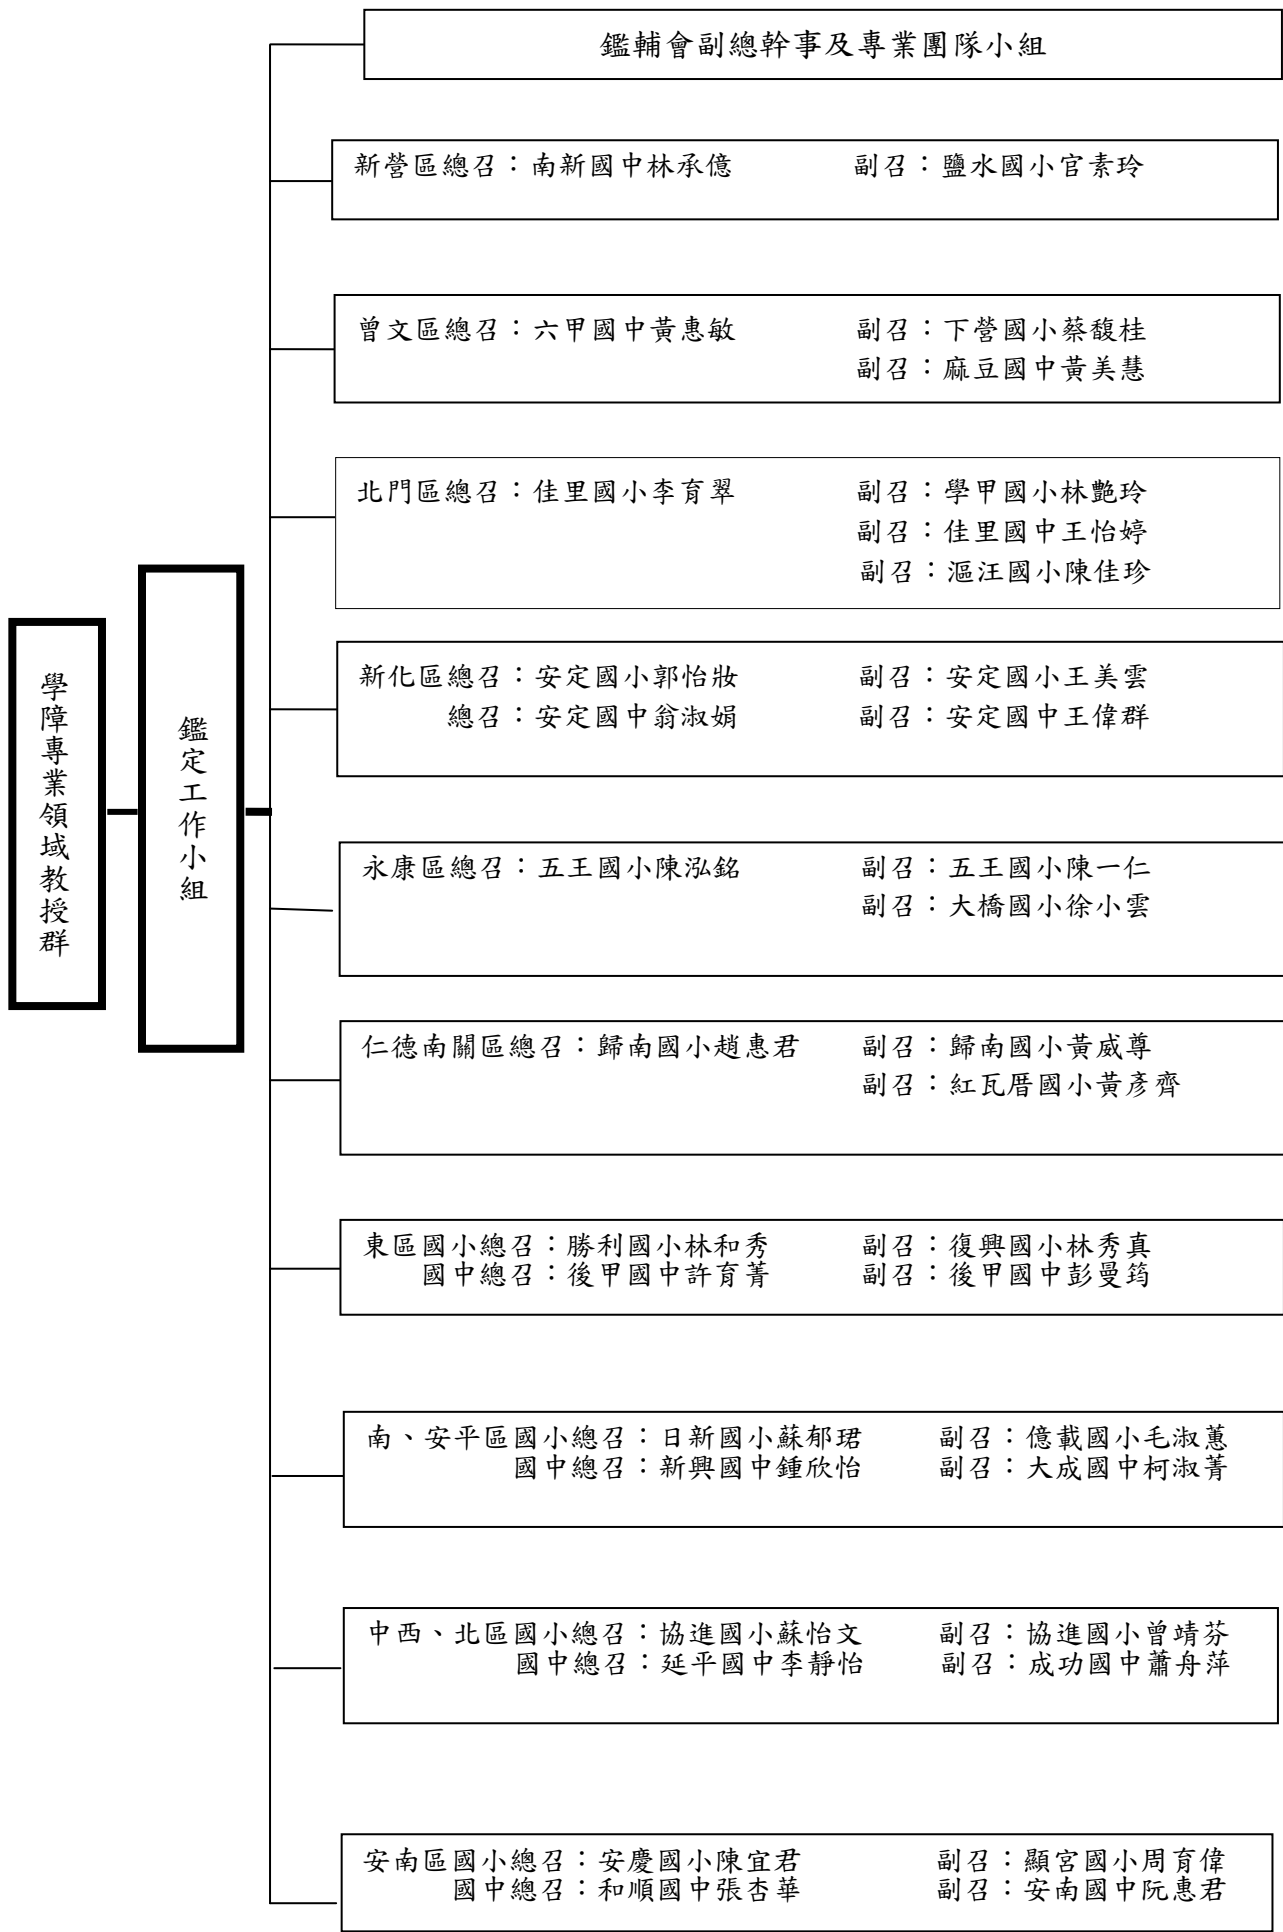 鑑輔會副總幹事及專業團隊小組
新營區總召：南新國中林承億 副召：鹽水國小官素玲
曾文區總召：六甲國中黃惠敏 副召：下營國小蔡馥桂
副召：麻豆國中黃美慧
北門區總召：佳里國小李育翠 副召：學甲國小林艷玲
副召：佳里國中王怡婷
副召：漚汪國小陳佳珍
學障專業領域教授群
鑑定工作小組
新化區總召：安定國小郭怡妝 副召：安定國小王美雲
總召：安定國中翁淑娟 副召：安定國中王偉群
永康區總召：五王國小陳泓銘 副召：五王國小陳一仁
副召：大橋國小徐小雲
仁德南關區總召：歸南國小趙惠君 副召：歸南國小黃威尊
副召：紅瓦厝國小黃彥齊
東區國小總召：勝利國小林和秀 副召：復興國小林秀真
國中總召：後甲國中許育菁 副召：後甲國中彭曼筠
南、安平區國小總召：日新國小蘇郁珺 副召：億載國小毛淑蕙
國中總召：新興國中鍾欣怡 副召：大成國中柯淑菁
中西、北區國小總召：協進國小蘇怡文 副召：協進國小曾靖芬
國中總召：延平國中李靜怡 副召：成功國中蕭舟萍
安南區國小總召：安慶國小陳宜君 副召：顯宮國小周育偉
國中總召：和順國中張杏華 副召：安南國中阮惠君